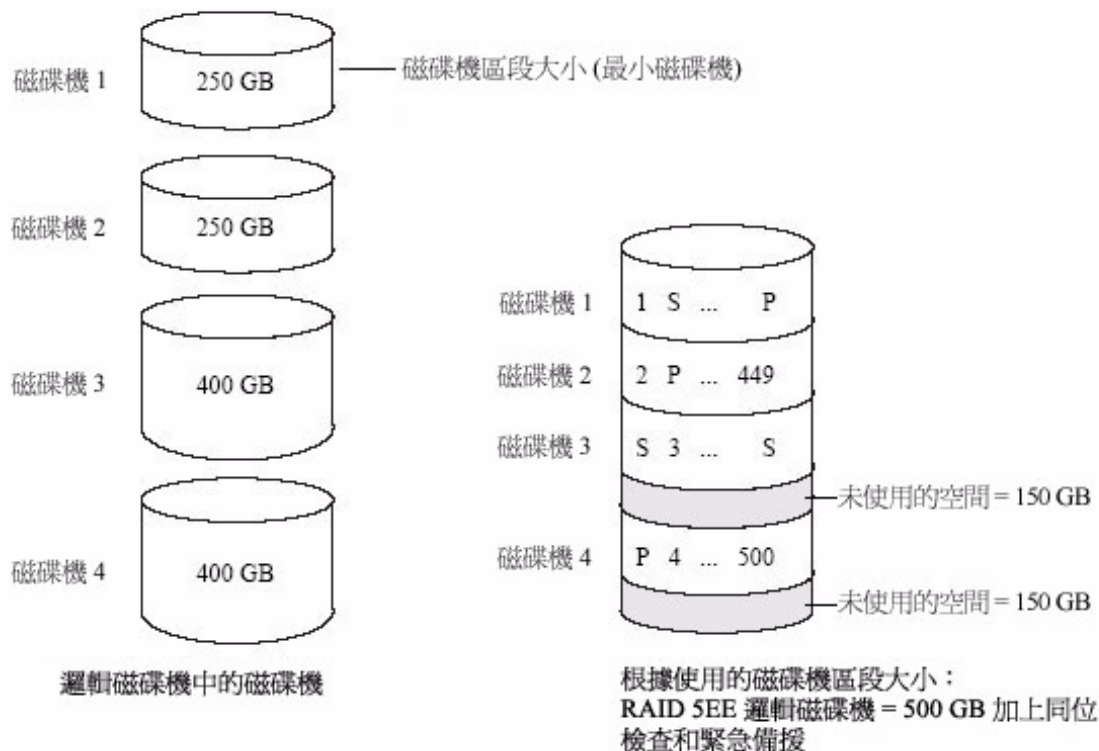 磁碟機 1
250 GB
磁碟機區段大小 (最小磁碟機)
磁碟機 2
250 GB
磁碟機 3
400 GB
磁碟機 4
400 GB
邏輯磁碟機中的磁碟機
磁碟機 1
1 S ... P
磁碟機 2
2 P ... 449
磁碟機 3
S 3 ... S
未使用的空間 = 150 GB
磁碟機 4
P 4 ... 500
未使用的空間 = 150 GB
根據使用的磁碟機區段大小：
RAID 5EE 邏輯磁碟機 = 500 GB 加上同位
檢查和緊急備援